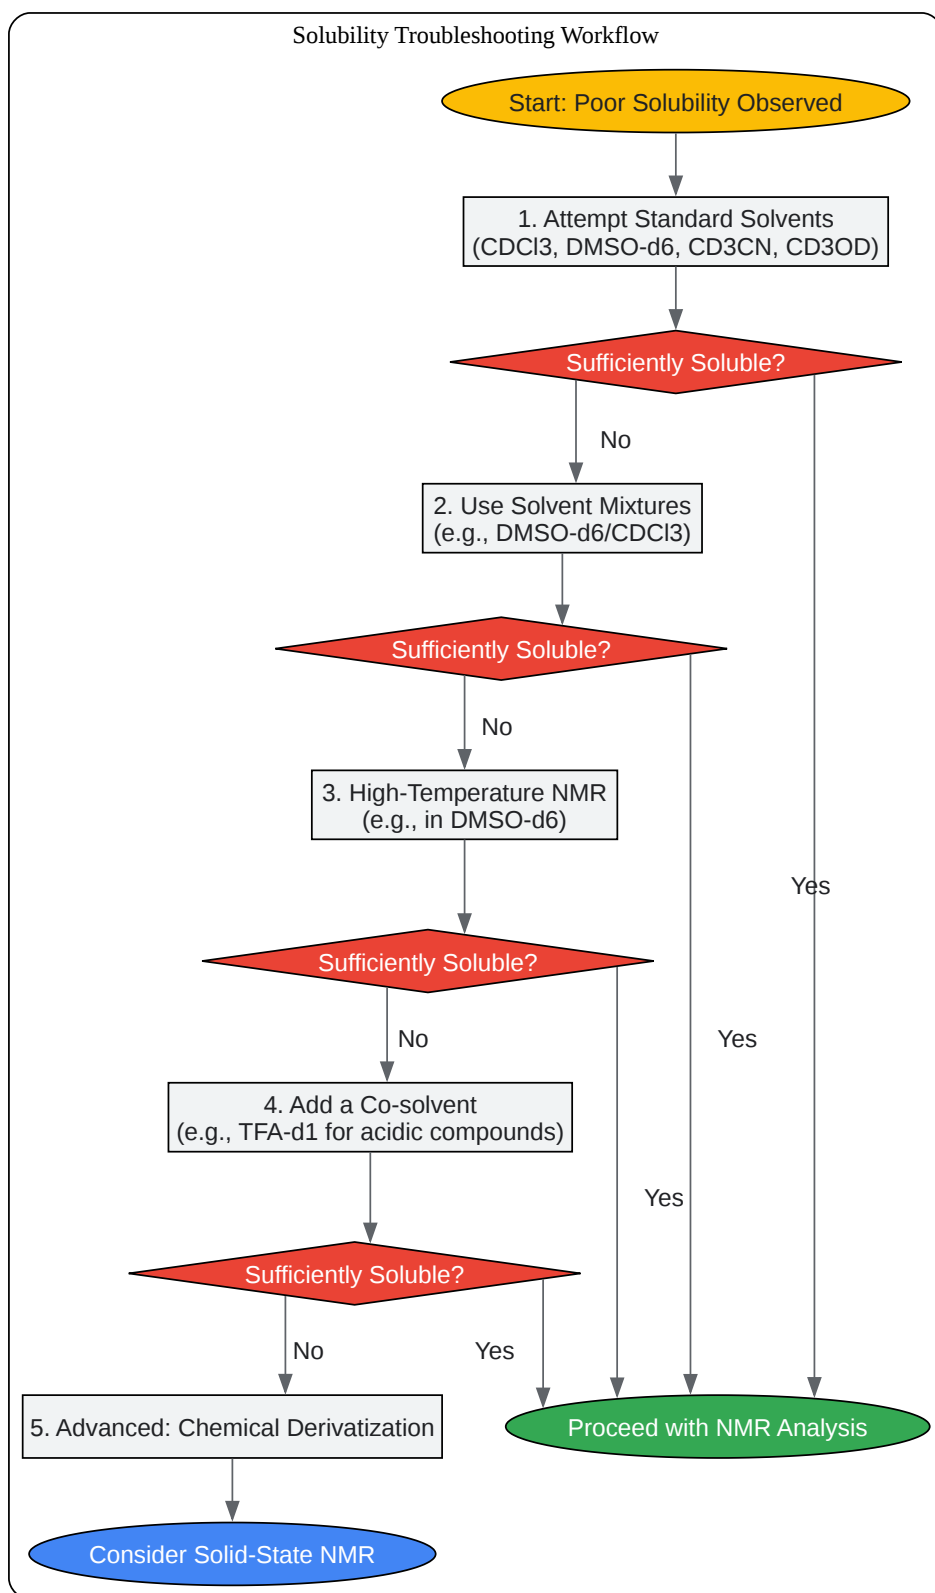 Solubility Troubleshooting Workflow
Start: Poor Solubility Observed
1. Attempt Standard Solvents
(CDCl3, DMSO-d6, CD3CN, CD3OD)
Sufficiently Soluble?
No
2. Use Solvent Mixtures
(e.g., DMSO-d6/CDCl3)
Sufficiently Soluble?
No
3. High-Temperature NMR
(e.g., in DMSO-d6)
Yes
Sufficiently Soluble?
No
Yes
4. Add a Co-solvent
(e.g., TFA-d1 for acidic compounds)
Yes
Sufficiently Soluble?
No
Yes
5. Advanced: Chemical Derivatization
Proceed with NMR Analysis
Consider Solid-State NMR